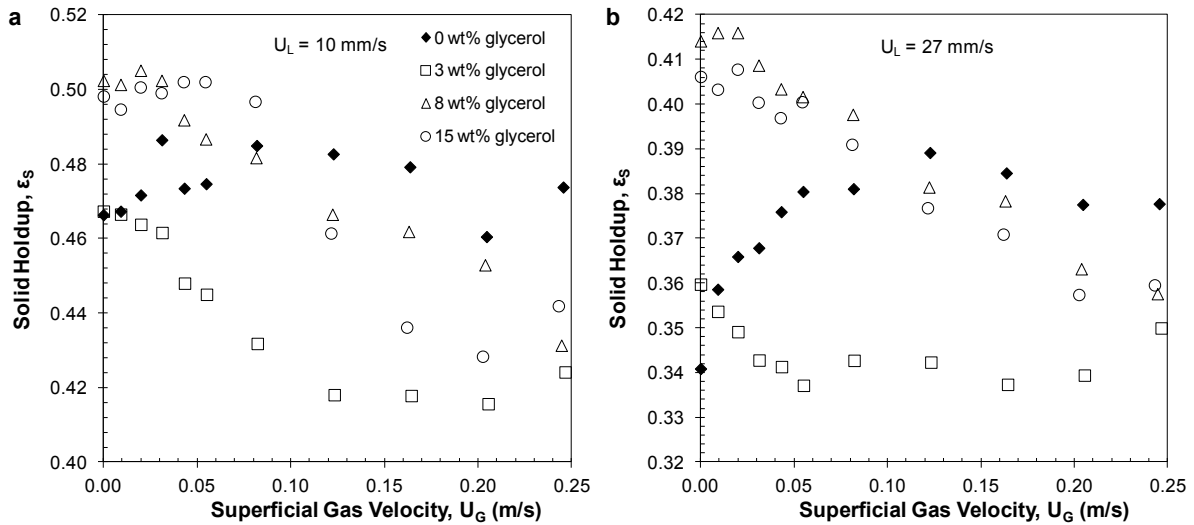 a
U_L = 10 mm/s
0 wt% glycerol
3 wt% glycerol
8 wt% glycerol
15 wt% glycerol
Solid Holdup, ε_S
0.50
0.48
0.46
0.44
0.42
0.40
0.00 0.05 0.10 0.15 0.20 0.25
Superficial Gas Velocity, U_G (m/s)
b
U_L = 27 mm/s
Solid Holdup, ε_S
0.42
0.41
0.40
0.39
0.38
0.37
0.36
0.35
0.34
0.33
0.32
0.00 0.05 0.10 0.15 0.20 0.25
Superficial Gas Velocity, U_G (m/s)